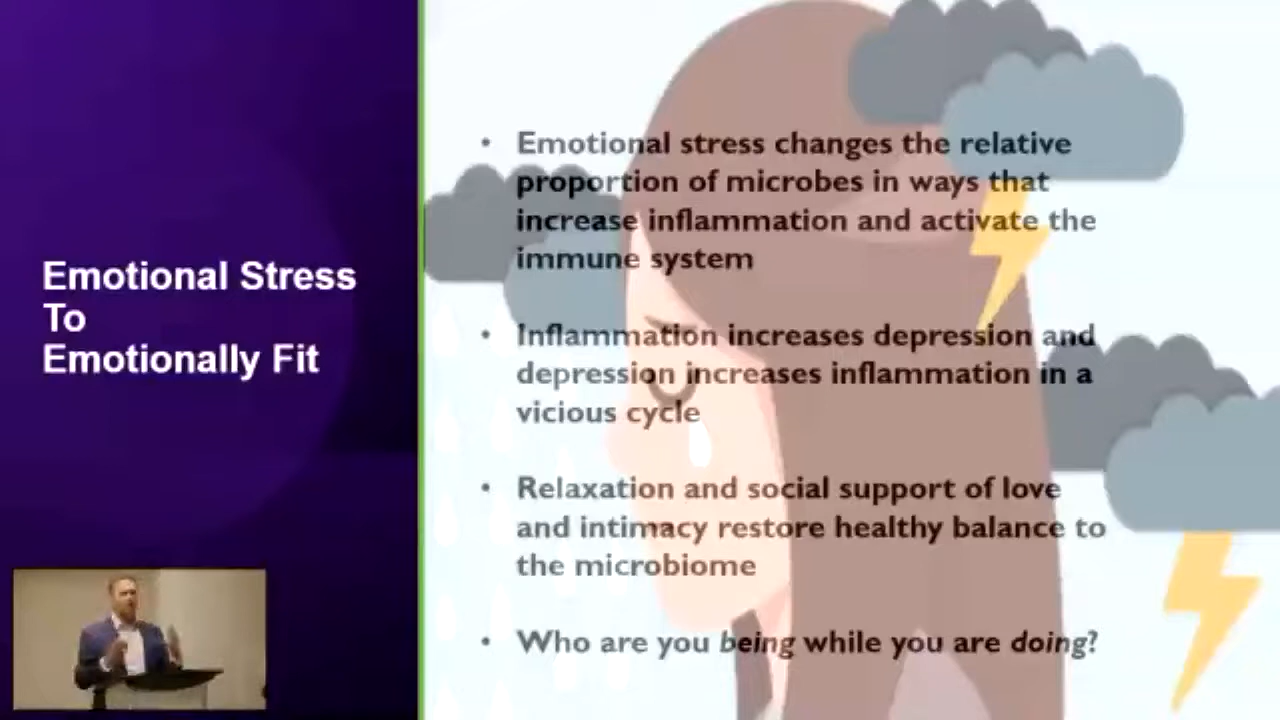 Emotional Stress
To
Emotionally Fit
• Emotional stress changes the relative
proportion of microbes in ways that
increase inflammation and activate the
immune system
• Inflammation increases depression and
depression increases inflammation in a
vicious cycle
• Relaxation and social support of love
and intimacy restore healthy balance to
the microbiome
• Who are you being while you are doing?